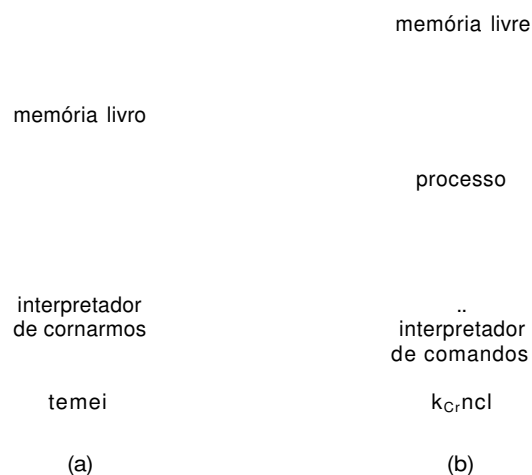 memória livre
memória livro
processo
interpretador
de cornarmos
..
interpretador
de comandos
temei
kCrncl
(a)
(b)